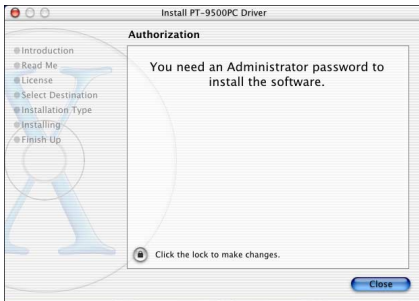 Install PT-9500PC Driver
Authorization
Introduction
Read Me
License
Select Destination
Installation Type
Installing
Finish Up
You need an Administrator password to
install the software.
Click the lock to make changes.
Close